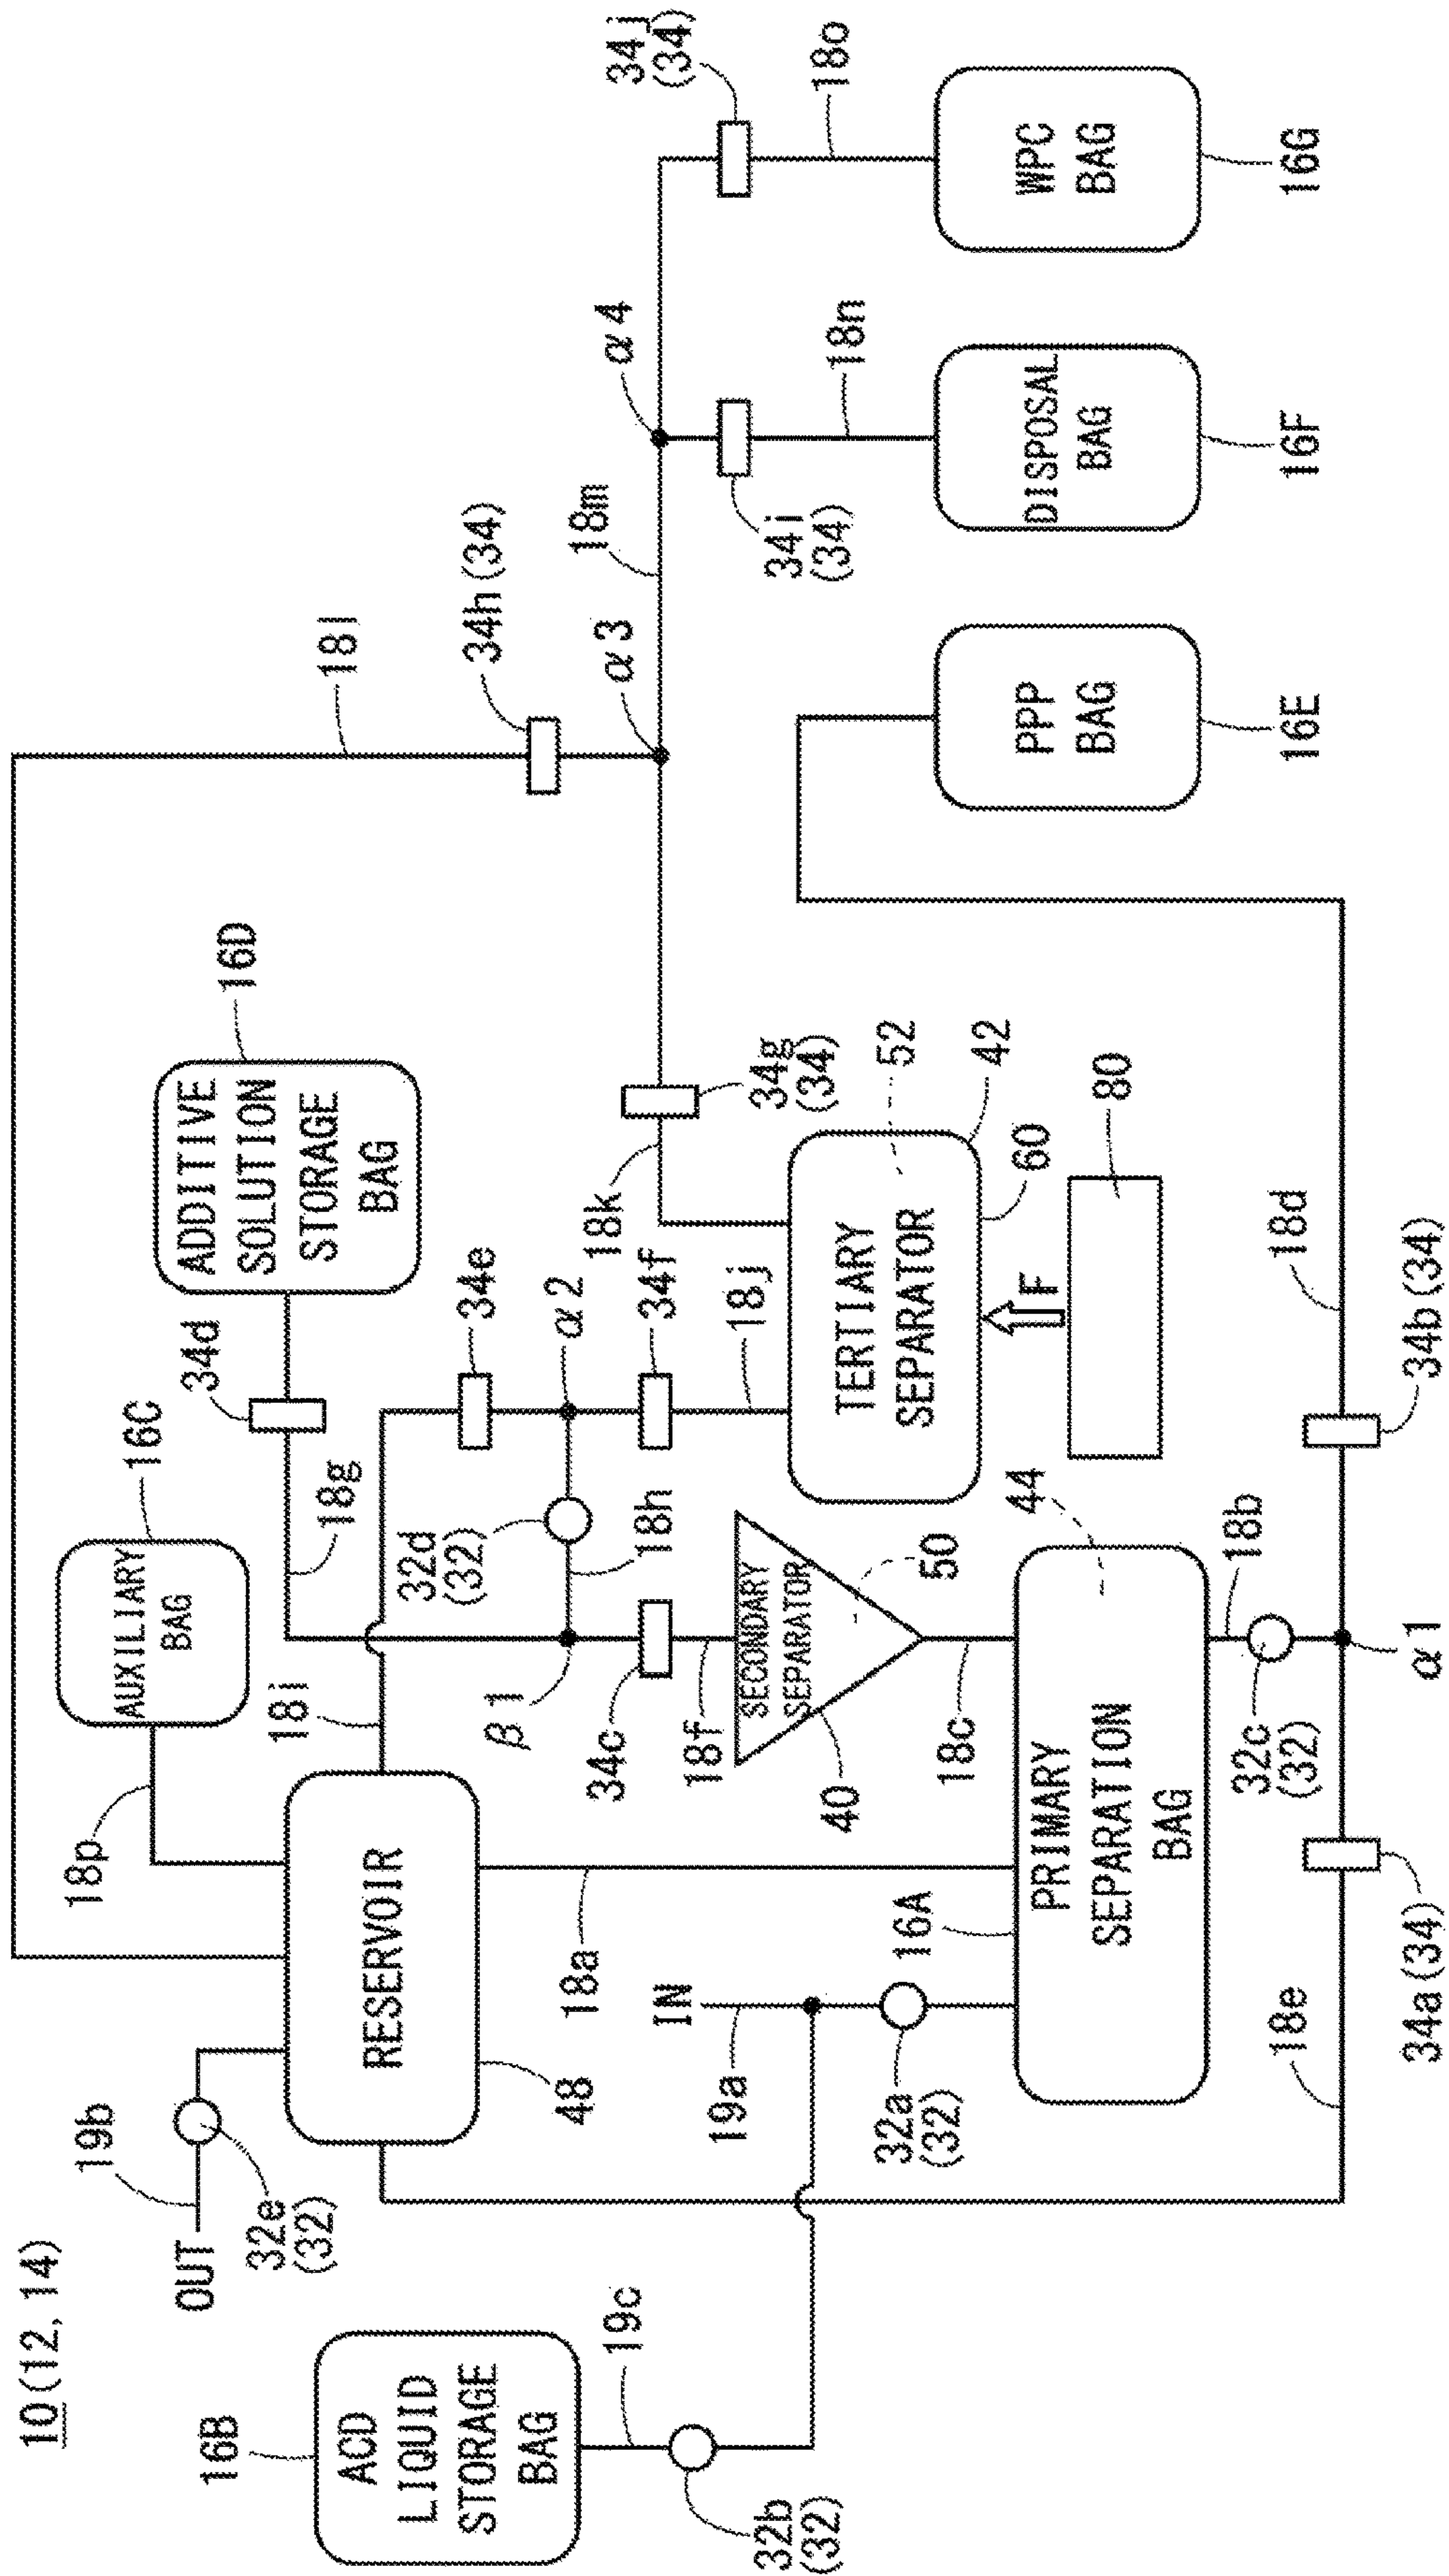 10 (12, 14)
16B
ACD
LIQUID
STORAGE
BAG
19c
32b
(32)
OUT
19b
32e
(32)
RESERVOIR
48
18p
AUXILIARY
BAG
16C
18i
18g
34d
ADDITIVE
SOLUTION
STORAGE
BAG
16D
18l
34h (34)
α3
18m
α4
34j
(34)
18o
WPC
BAG
16G
34i
(34)
18n
DISPOSAL
BAG
16F
PPP
BAG
16E
IN
19a
32a
(32)
18a
16A
PRIMARY
SEPARATION
BAG
44
β1
34c
18f
SECONDARY
SEPARATOR
40
50
18c
32d
(32)
18h
34e
α2
34f
18j
18k
34g
(34)
TERTIARY
SEPARATOR
52
42
60
F
80
18e
34a (34)
32c
(32)
18b
α1
18d
34b (34)